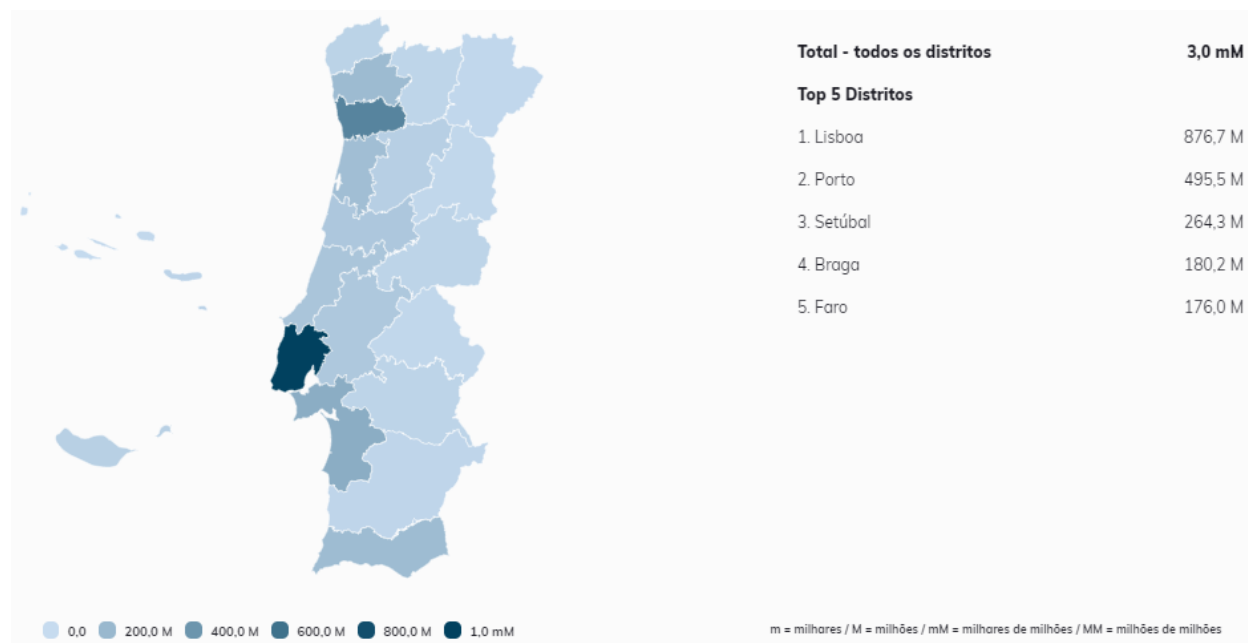 Total - todos os distritos 3,0 mM
Top 5 Distritos
1. Lisboa 876,7 M
2. Porto 495,5 M
3. Setúbal 264,3 M
4. Braga 180,2 M
5. Faro 176,0 M
0,0 200,0 M 400,0 M 600,0 M 800,0 M 1,0 mM
m = milhares / M = milhões / mM = milhares de milhões / MM = milhões de milhões